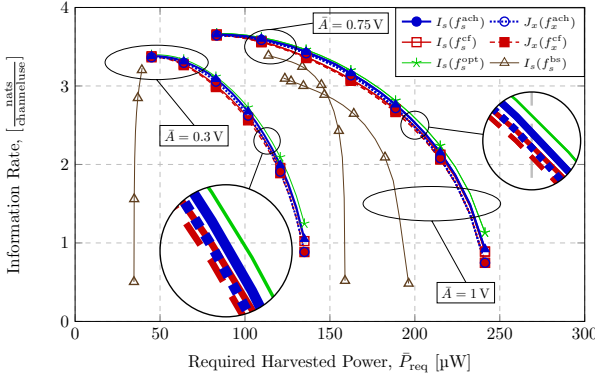 Information Rate, [nats/channeluse]
4
3
2
1
0
0 50 100 150 200 250 300
Required Harvested Power, P̄req [µW]
Is(fsach) Jx(fxach)
Is(fscf) Jx(fxcf)
Is(fsopt) Is(fsbs)
Ā = 0.75 V
Ā = 0.3 V
Ā = 1 V